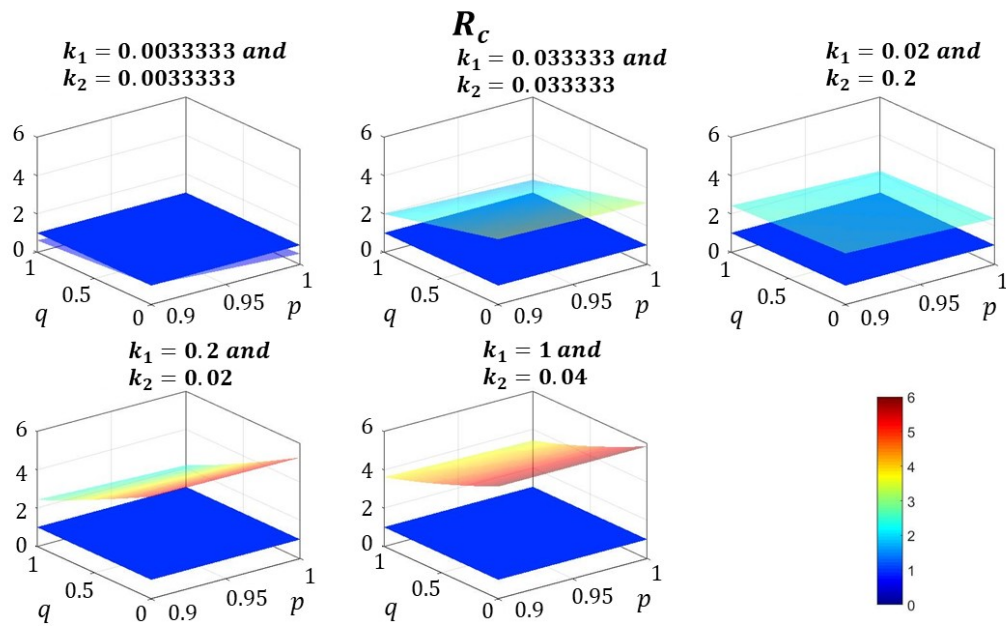 R_c
k_1 = 0.0033333 and
k_2 = 0.0033333
k_1 = 0.033333 and
k_2 = 0.033333
k_1 = 0.02 and
k_2 = 0.2
6
4
2
0
1
0.5
0
q
0.9
0.95
1
p
6
4
2
0
1
0.5
0
q
0.9
0.95
1
p
6
4
2
0
1
0.5
0
q
0.9
0.95
1
p
k_1 = 0.2 and
k_2 = 0.02
k_1 = 1 and
k_2 = 0.04
6
4
2
0
1
0.5
0
q
0.9
0.95
1
p
6
4
2
0
1
0.5
0
q
0.9
0.95
1
p
6
5
4
3
2
1
0